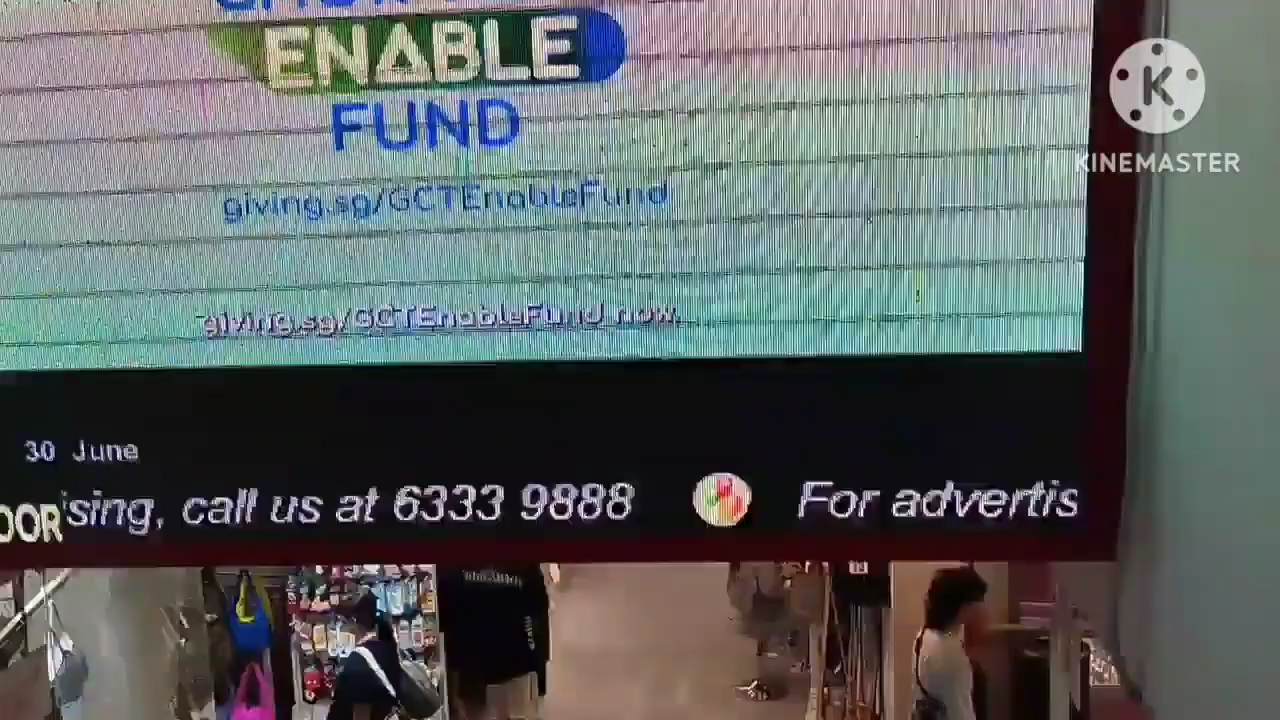 ENABLE
FUND
giving.sg/GCTEnableFund
giving.sg/GCTEnableFund now.
30 June
OOR
ising, call us at 6333 9888 For advertis
K
KINEMASTER